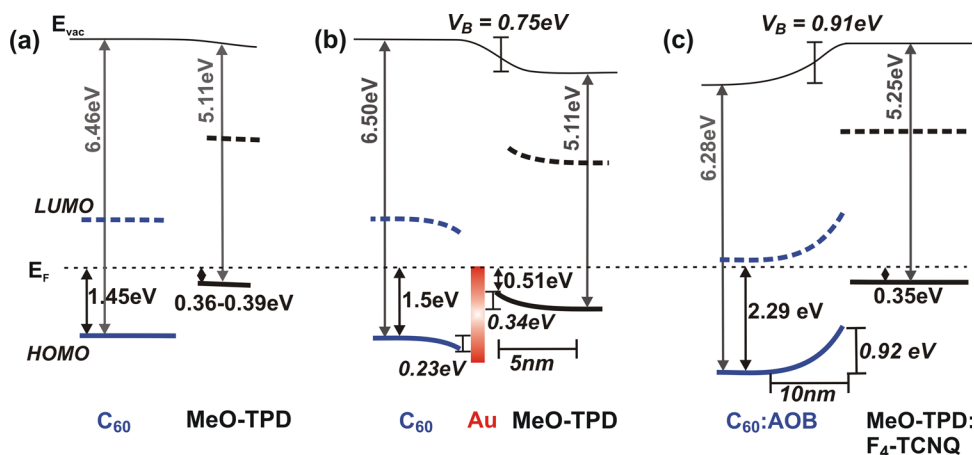 (a)
E_vac
6.46eV
5.11eV
LUMO
E_F
1.45eV
0.36-0.39eV
HOMO
C₆₀
MeO-TPD
(b)
V_B = 0.75eV
6.50eV
5.11eV
1.5eV
0.51eV
0.34eV
0.23eV
5nm
C₆₀
Au
MeO-TPD
(c)
V_B = 0.91eV
6.28eV
5.25eV
2.29 eV
0.35eV
0.92 eV
10nm
C₆₀:AOB
MeO-TPD:
F₄-TCNQ